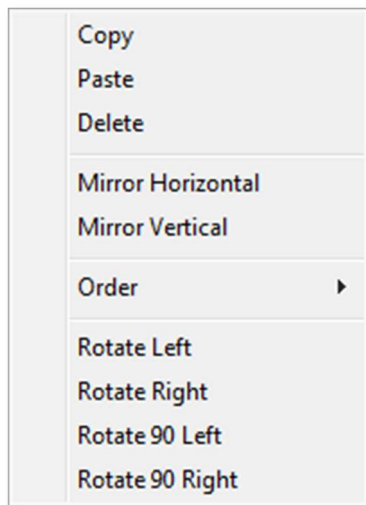 Copy
Paste
Delete
Mirror Horizontal
Mirror Vertical
Order
Rotate Left
Rotate Right
Rotate 90 Left
Rotate 90 Right